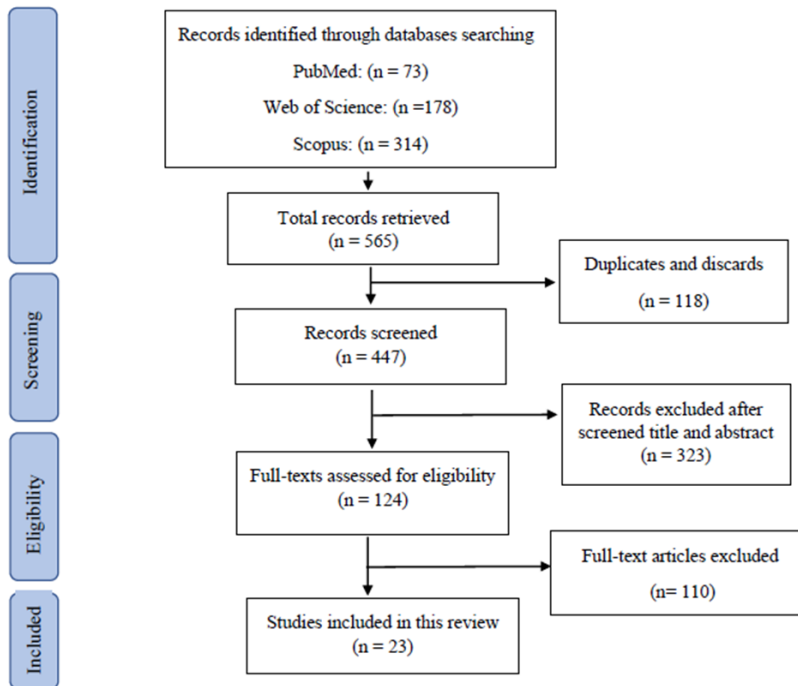 Identification
Records identified through databases searching
PubMed: (n = 73)
Web of Science: (n =178)
Scopus: (n = 314)
Total records retrieved
(n = 565)
Duplicates and discards
(n = 118)
Screening
Records screened
(n = 447)
Records excluded after
screened title and abstract
(n = 323)
Eligibility
Full-texts assessed for eligibility
(n = 124)
Full-text articles excluded
(n= 110)
Included
Studies included in this review
(n = 23)